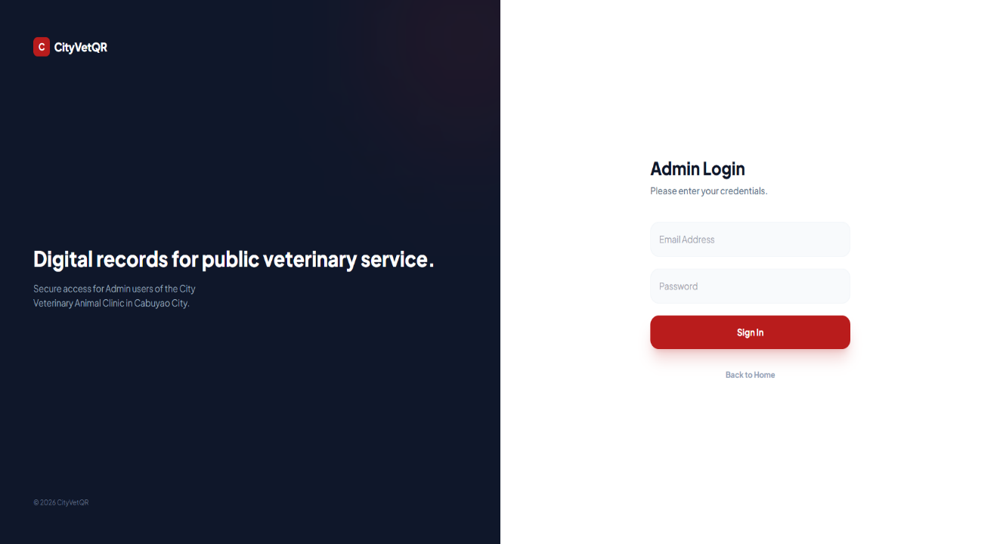 C CityVetQR
Digital records for public veterinary service.
Secure access for Admin users of the City
Veterinary Animal Clinic in Cabuyao City.
© 2026 CityVetQR
Admin Login
Please enter your credentials.
Email Address
Password
Sign In
Back to Home